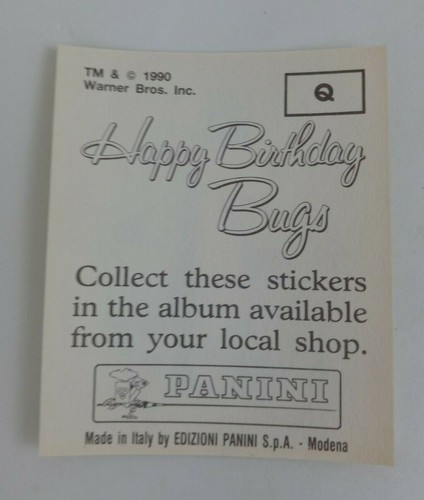 TM & © 1990
Warner Bros. Inc.
Q
Happy Birthday
Bugs
Collect these stickers
in the album available
from your local shop.
PANINI
Made in Italy by EDIZIONI PANINI S.p.A. - Modena